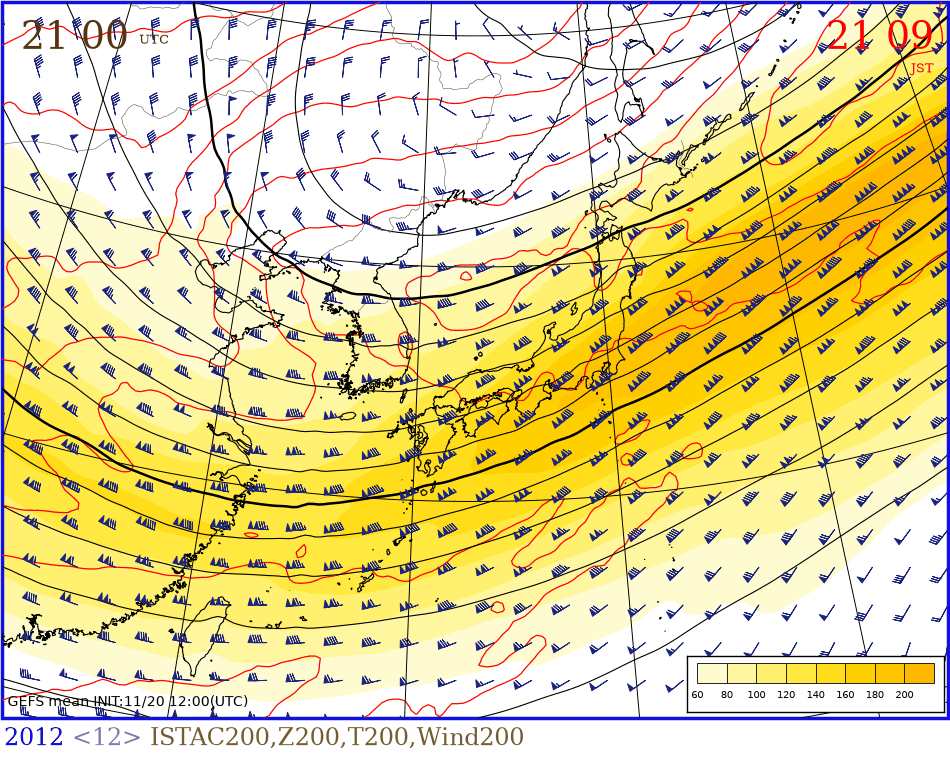 21 00 UTC
21 09
JST
60 80 100 120 140 160 180 200
GEFS mean INIT:11/20 12:00(UTC)
2012 <12> ISTAC200,Z200,T200,Wind200